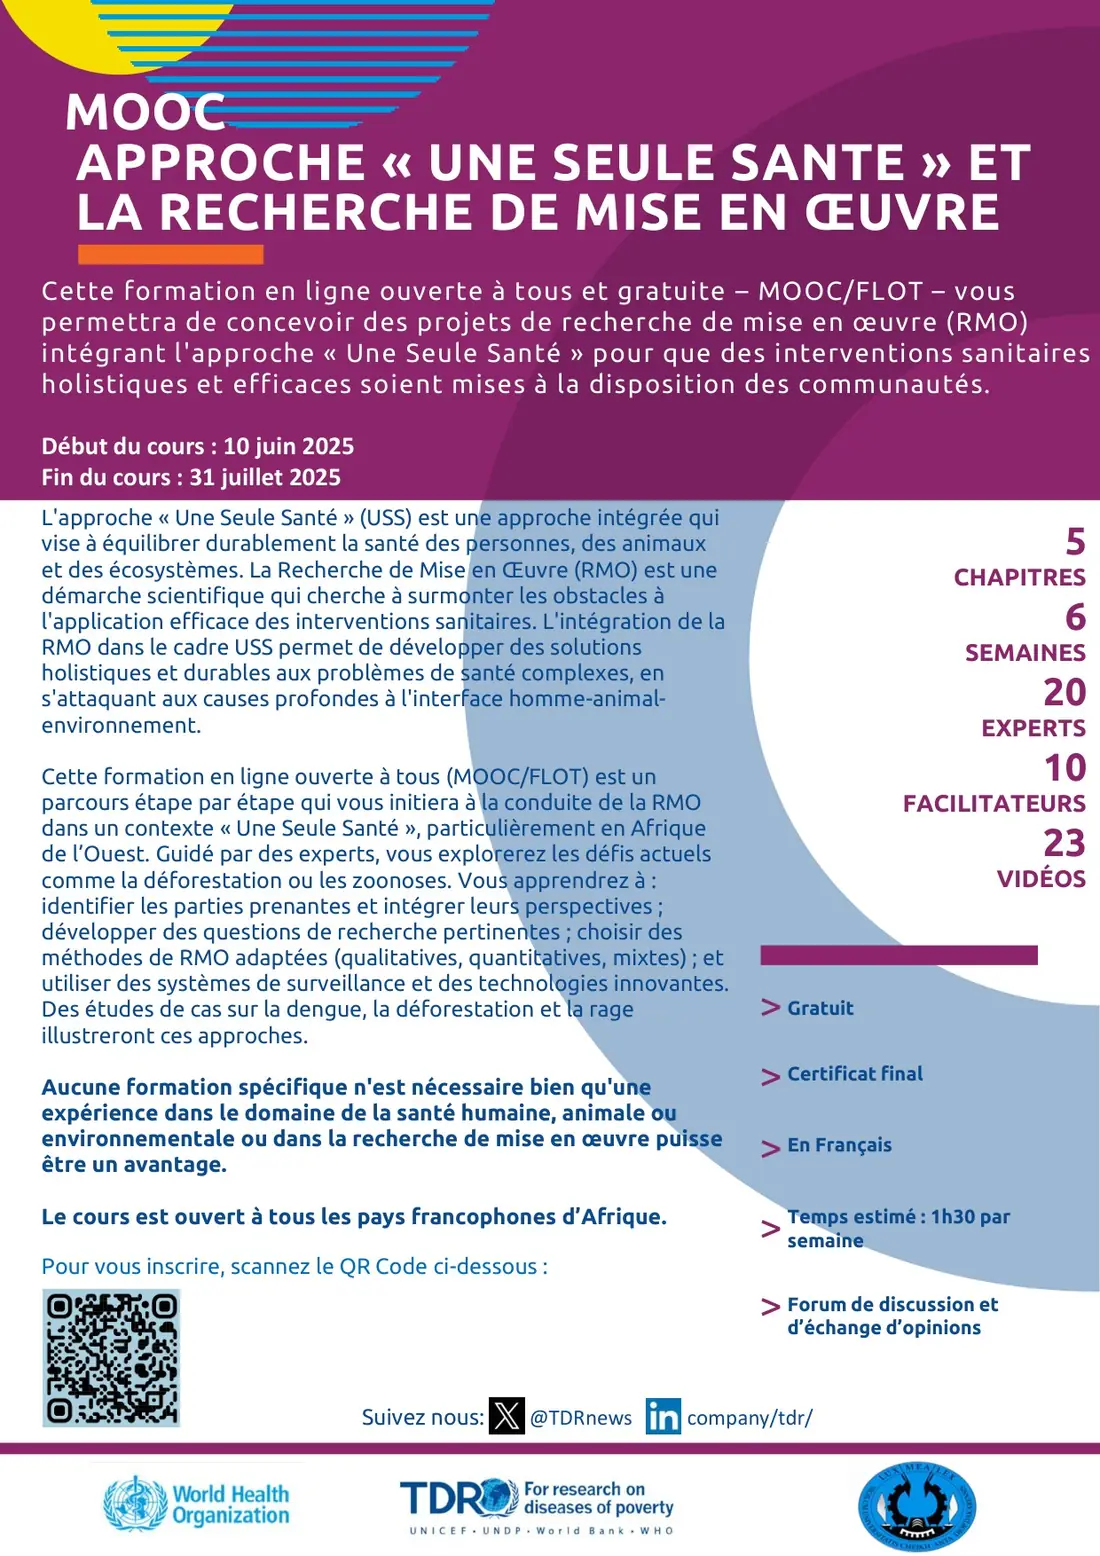 MOOC
APPROCHE « UNE SEULE SANTE » ET
LA RECHERCHE DE MISE EN ŒUVRE
Cette formation en ligne ouverte à tous et gratuite – MOOC/FLOT – vous
permettra de concevoir des projets de recherche de mise en œuvre (RMO)
intégrant l'approche « Une Seule Santé » pour que des interventions sanitaires
holistiques et efficaces soient mises à la disposition des communautés.
Début du cours : 10 juin 2025
Fin du cours : 31 juillet 2025
L'approche « Une Seule Santé » (USS) est une approche intégrée qui
vise à équilibrer durablement la santé des personnes, des animaux
et des écosystèmes. La Recherche de Mise en Œuvre (RMO) est une
démarche scientifique qui cherche à surmonter les obstacles à
l'application efficace des interventions sanitaires. L'intégration de la
RMO dans le cadre USS permet de développer des solutions
holistiques et durables aux problèmes de santé complexes, en
s'attaquant aux causes profondes à l'interface homme-animal-
environnement.
Cette formation en ligne ouverte à tous (MOOC/FLOT) est un
parcours étape par étape qui vous initiera à la conduite de la RMO
dans un contexte « Une Seule Santé », particulièrement en Afrique
de l’Ouest. Guidé par des experts, vous explorerez les défis actuels
comme la déforestation ou les zoonoses. Vous apprendrez à :
identifier les parties prenantes et intégrer leurs perspectives ;
développer des questions de recherche pertinentes ; choisir des
méthodes de RMO adaptées (qualitatives, quantitatives, mixtes) ; et
utiliser des systèmes de surveillance et des technologies innovantes.
Des études de cas sur la dengue, la déforestation et la rage
illustreront ces approches.
Aucune formation spécifique n'est nécessaire bien qu'une
expérience dans le domaine de la santé humaine, animale ou
environnementale ou dans la recherche de mise en œuvre puisse
être un avantage.
Le cours est ouvert à tous les pays francophones d’Afrique.
Pour vous inscrire, scannez le QR Code ci-dessous :
5
CHAPITRES
6
SEMAINES
20
EXPERTS
10
FACILITATEURS
23
VIDÉOS
> Gratuit
> Certificat final
> En Français
> Temps estimé : 1h30 par
semaine
> Forum de discussion et
d’échange d’opinions
Suivez nous: @TDRnews in company/tdr/
World Health
Organization
TDR For research on
diseases of poverty
UNICEF • UNDP • World Bank • WHO
LUX MEA LEX